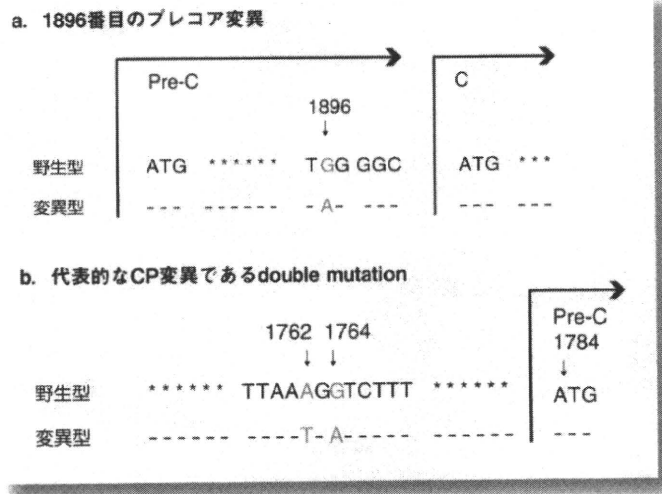 a. 1896番目のプレコア変異
Pre-C
C
1896
↓
野生型 ATG ****** TGG GGC ATG ***
変異型 --- ------ -A- --- --- ---
b. 代表的なCP変異であるdouble mutation
Pre-C
1762 1764 1784
↓ ↓ ↓
野生型 ****** TTAAAGGTCTTT ****** ATG
変異型 ------ ----T-A----- ------ ---